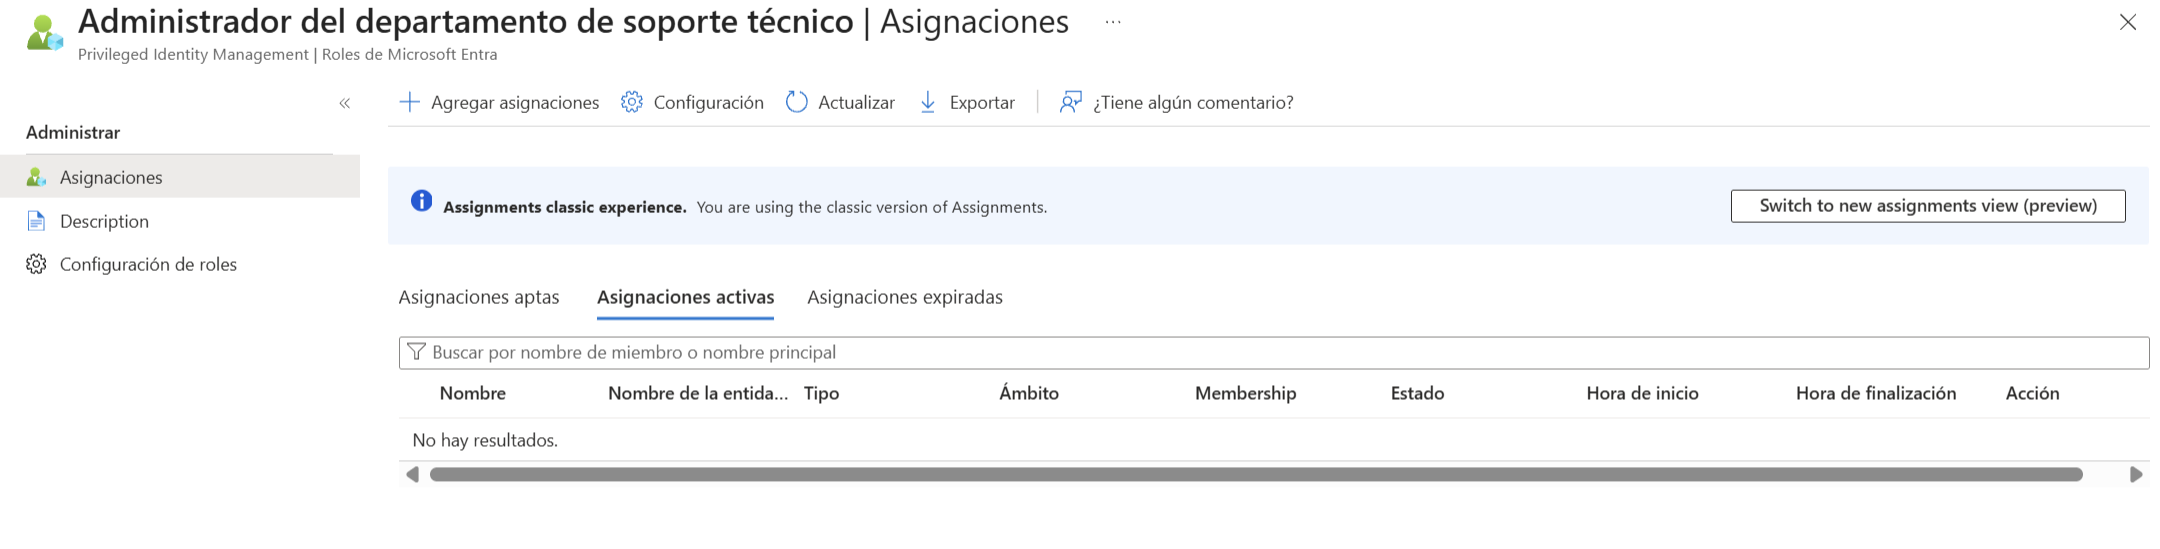 Administrador del departamento de soporte técnico | Asignaciones ...
Privileged Identity Management | Roles de Microsoft Entra
«
Administrar
Asignaciones
Description
Configuración de roles
Agregar asignaciones Configuración Actualizar Exportar ¿Tiene algún comentario?
Assignments classic experience. You are using the classic version of Assignments. Switch to new assignments view (preview)
Asignaciones aptas Asignaciones activas Asignaciones expiradas
Buscar por nombre de miembro o nombre principal
Nombre Nombre de la entida... Tipo Ámbito Membership Estado Hora de inicio Hora de finalización Acción
No hay resultados.